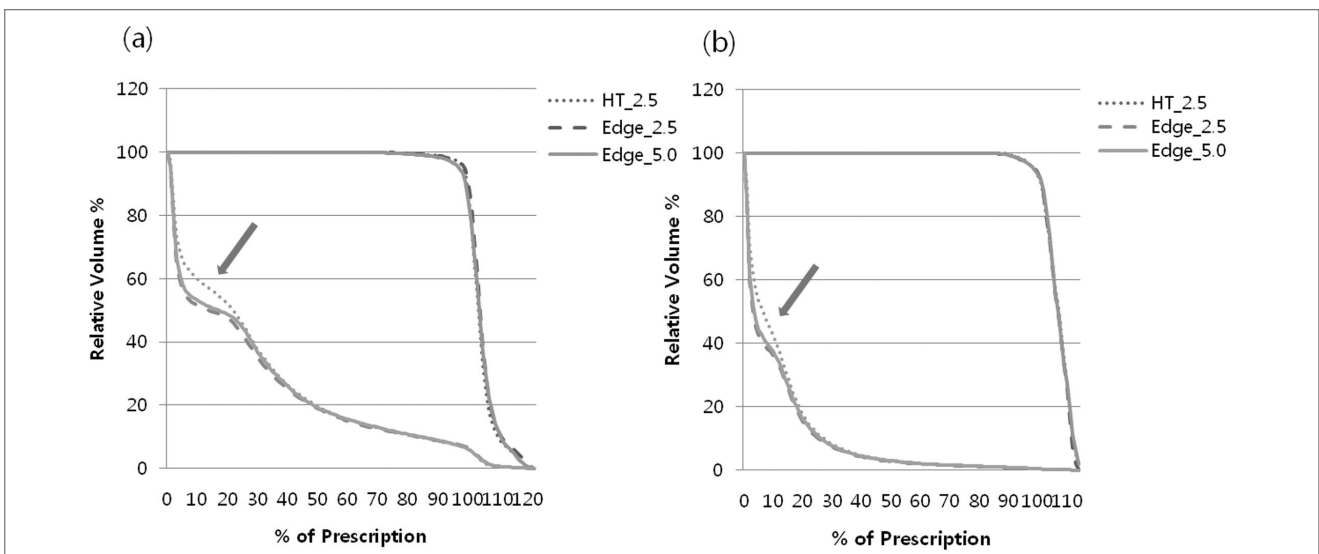 (a)
120
100
80
60
40
20
0
Relative Volume %
0 10 20 30 40 50 60 70 80 90 100 110 120
% of Prescription
HT_2.5
Edge_2.5
Edge_5.0
(b)
120
100
80
60
40
20
0
Relative Volume %
0 10 20 30 40 50 60 70 80 90 100 110
% of Prescription
HT_2.5
Edge_2.5
Edge_5.0